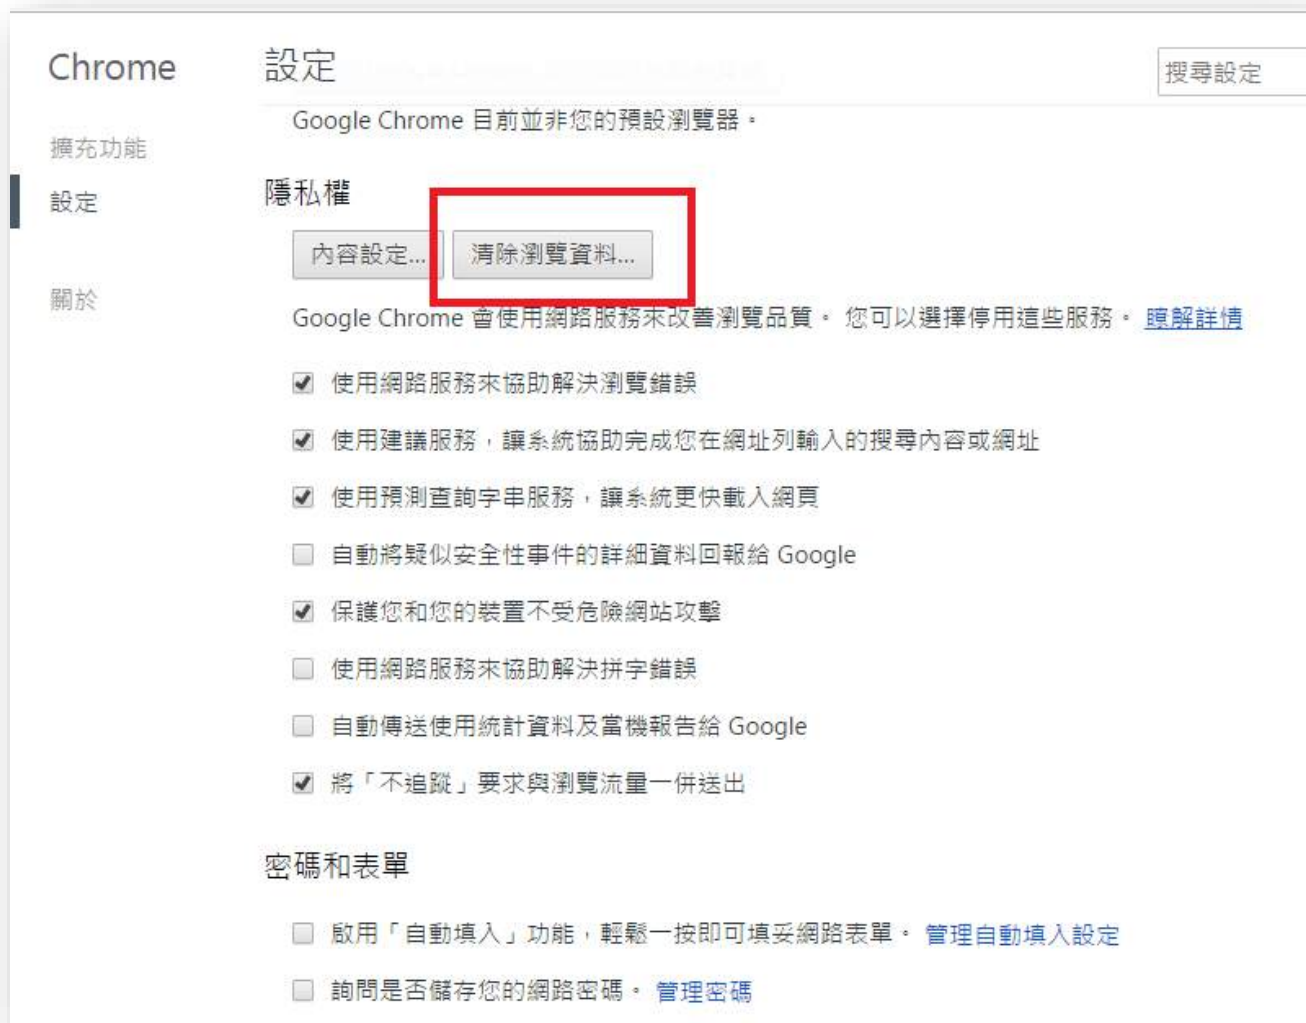 Chrome
設定
搜尋設定
擴充功能
設定
關於
Google Chrome 目前並非您的預設瀏覽器。
隱私權
內容設定...
清除瀏覽資料...
Google Chrome 會使用網路服務來改善瀏覽品質。 您可以選擇停用這些服務。 瞭解詳情
使用網路服務來協助解決瀏覽錯誤
使用建議服務，讓系統協助完成您在網址列輸入的搜尋內容或網址
使用預測查詢字串服務，讓系統更快載入網頁
自動將疑似安全性事件的詳細資料回報給 Google
保護您和您的裝置不受危險網站攻擊
使用網路服務來協助解決拼字錯誤
自動傳送使用統計資料及當機報告給 Google
將「不追蹤」要求與瀏覽流量一併送出
密碼和表單
啟用「自動填入」功能，輕鬆一按即可填妥網路表單。 管理自動填入設定
詢問是否儲存您的網路密碼。 管理密碼